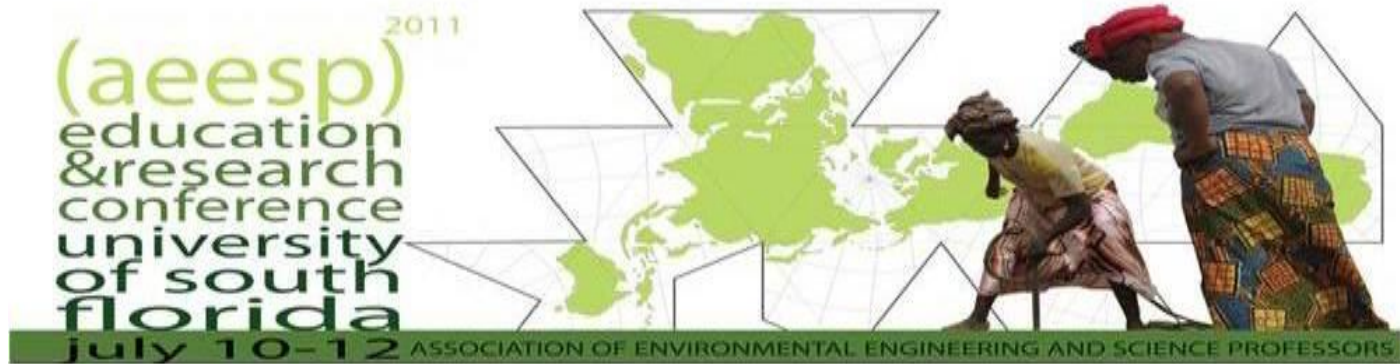 2011
(aeesp)
education
&research
conference
university
of south
florida
july 10-12
ASSOCIATION OF ENVIRONMENTAL ENGINEERING AND SCIENCE PROFESSORS